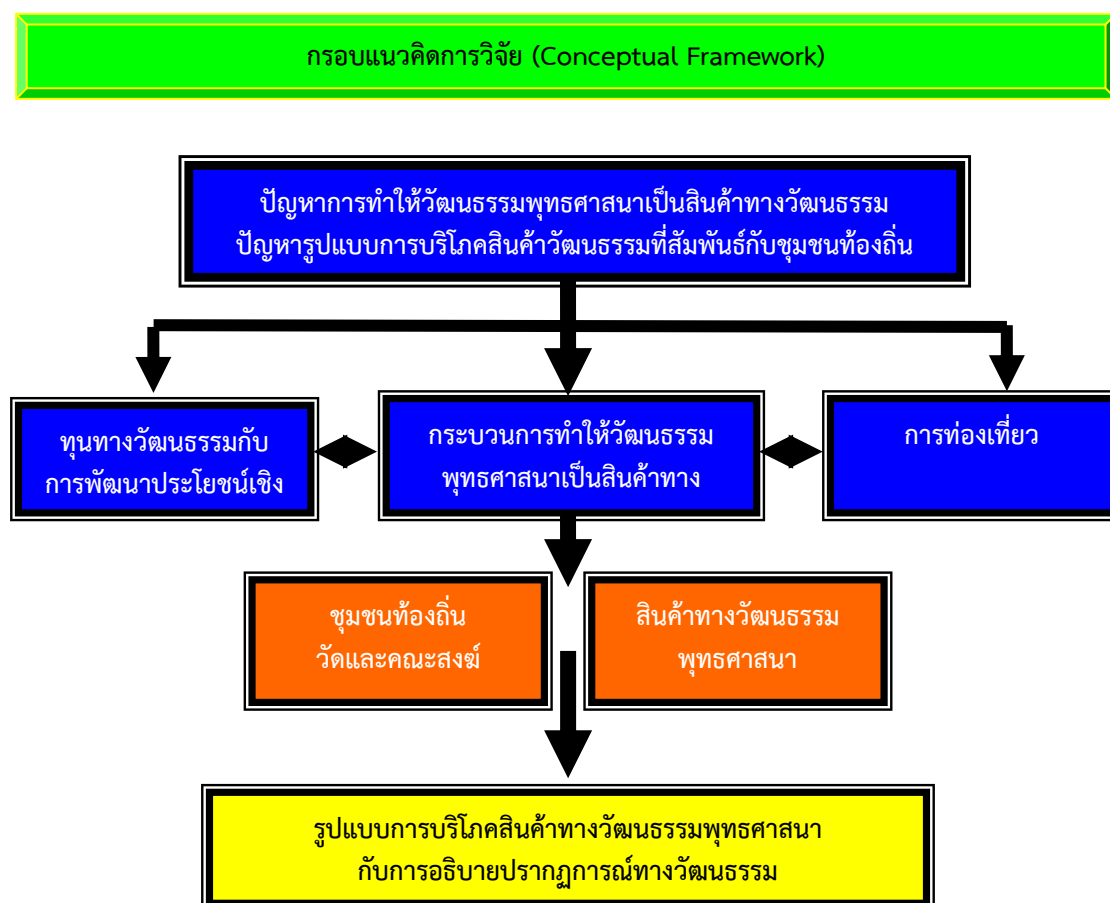 กรอบแนวคิดการวิจัย (Conceptual Framework)
ปัญหาการทำให้วัฒนธรรมพุทธศาสนาเป็นสินค้าทางวัฒนธรรม
ปัญหารูปแบบการบริโภคสินค้าวัฒนธรรมที่สัมพันธ์กับชุมชนท้องถิ่น
ทุนทางวัฒนธรรมกับ
การพัฒนาประโยชน์เชิง
กระบวนการทำให้วัฒนธรรม
พุทธศาสนาเป็นสินค้าทาง
การท่องเที่ยว
ชุมชนท้องถิ่น
วัดและคณะสงฆ์
สินค้าทางวัฒนธรรม
พุทธศาสนา
รูปแบบการบริโภคสินค้าทางวัฒนธรรมพุทธศาสนา
กับการอธิบายปรากฏการณ์ทางวัฒนธรรม